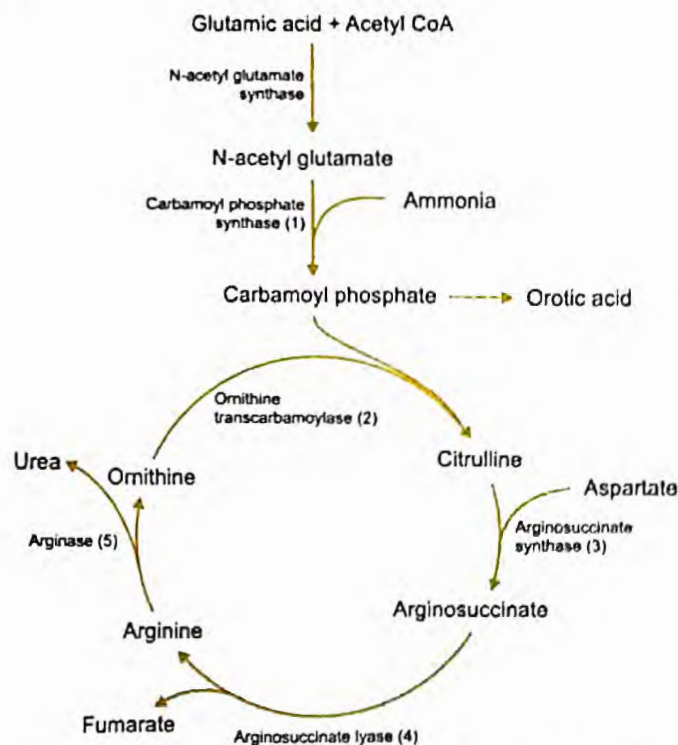 Glutamic acid + Acetyl CoA
N-acetyl glutamate
synthase
N-acetyl glutamate
Carbamoyl phosphate
synthase (1)
Ammonia
Carbamoyl phosphate
Orotic acid
Ornithine
transcarbamoylase (2)
Urea
Ornithine
Citrulline
Aspartate
Arginase (5)
Arginosuccinate
synthase (3)
Arginine
Arginosuccinate
Fumarate
Arginosuccinate lyase (4)